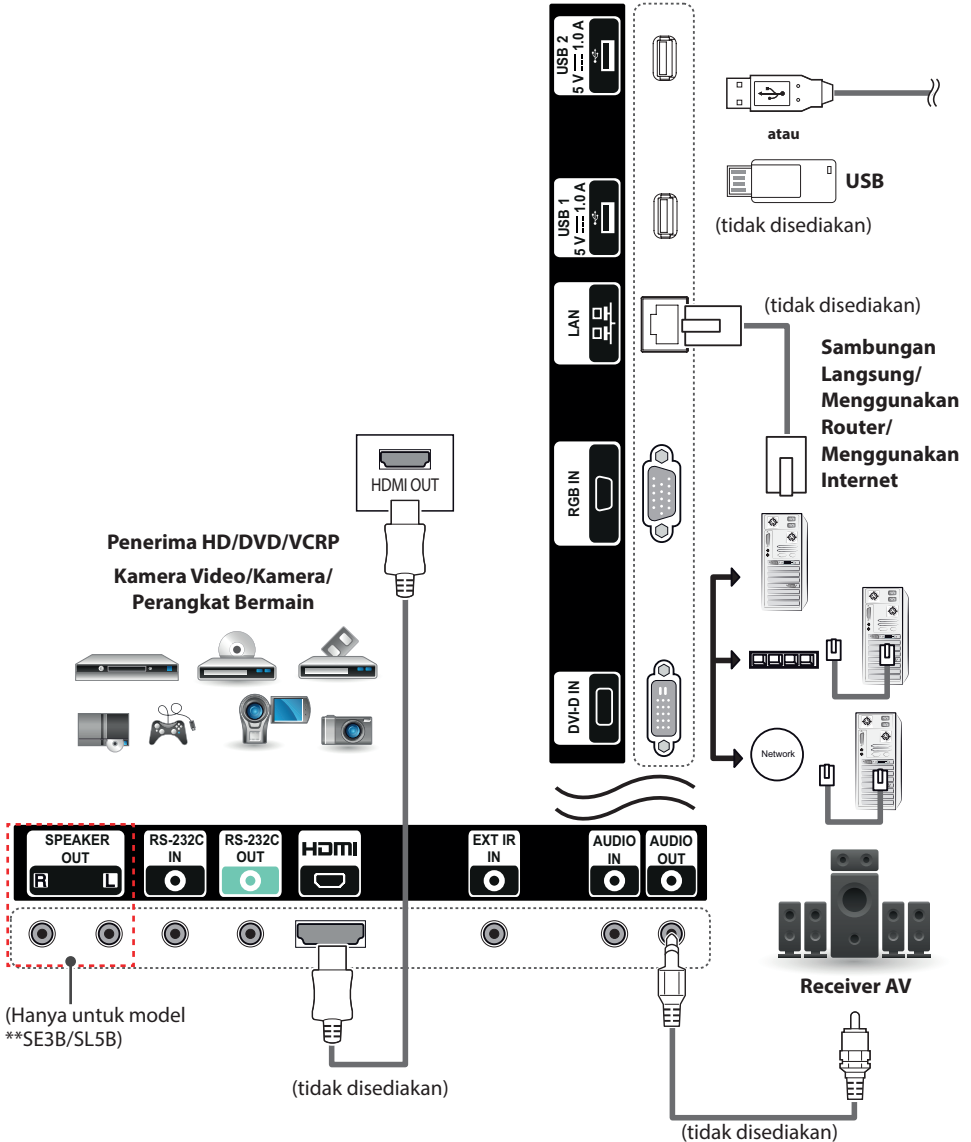 USB 2
5 V ⎓ 1.0 A
atau
USB
(tidak disediakan)
USB 1
5 V ⎓ 1.0 A
LAN
(tidak disediakan)
Sambungan
Langsung/
Menggunakan
Router/
Menggunakan
Internet
HDMI OUT
RGB IN
Penerima HD/DVD/VCRP
Kamera Video/Kamera/
Perangkat Bermain
DVI-D IN
Network
SPEAKER
OUT
R L
RS-232C
IN
RS-232C
OUT
HDMI
EXT IR
IN
AUDIO
IN
AUDIO
OUT
Receiver AV
(Hanya untuk model
**SE3B/SL5B)
(tidak disediakan)
(tidak disediakan)